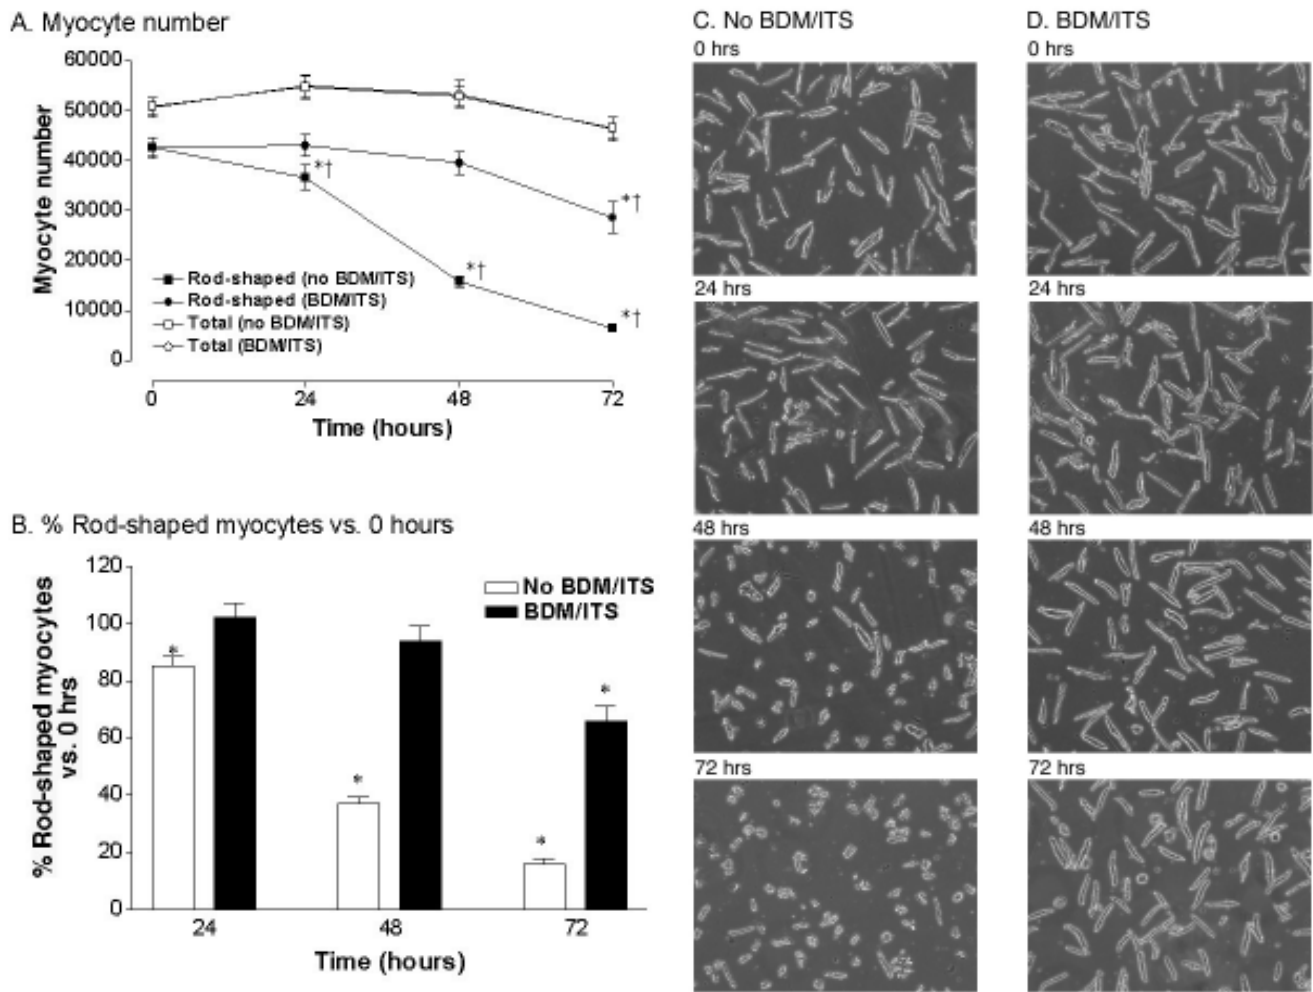 A. Myocyte number
60000
50000
40000
30000
20000
10000
0
Myocyte number
*†
*†
*†
*†
Rod-shaped (no BDM/ITS)
Rod-shaped (BDM/ITS)
Total (no BDM/ITS)
Total (BDM/ITS)
0 24 48 72
Time (hours)
B. % Rod-shaped myocytes vs. 0 hours
120
100
80
60
40
20
0
% Rod-shaped myocytes
vs. 0 hrs
No BDM/ITS
BDM/ITS
*
*
*
*
24 48 72
Time (hours)
C. No BDM/ITS
0 hrs
24 hrs
48 hrs
72 hrs
D. BDM/ITS
0 hrs
24 hrs
48 hrs
72 hrs